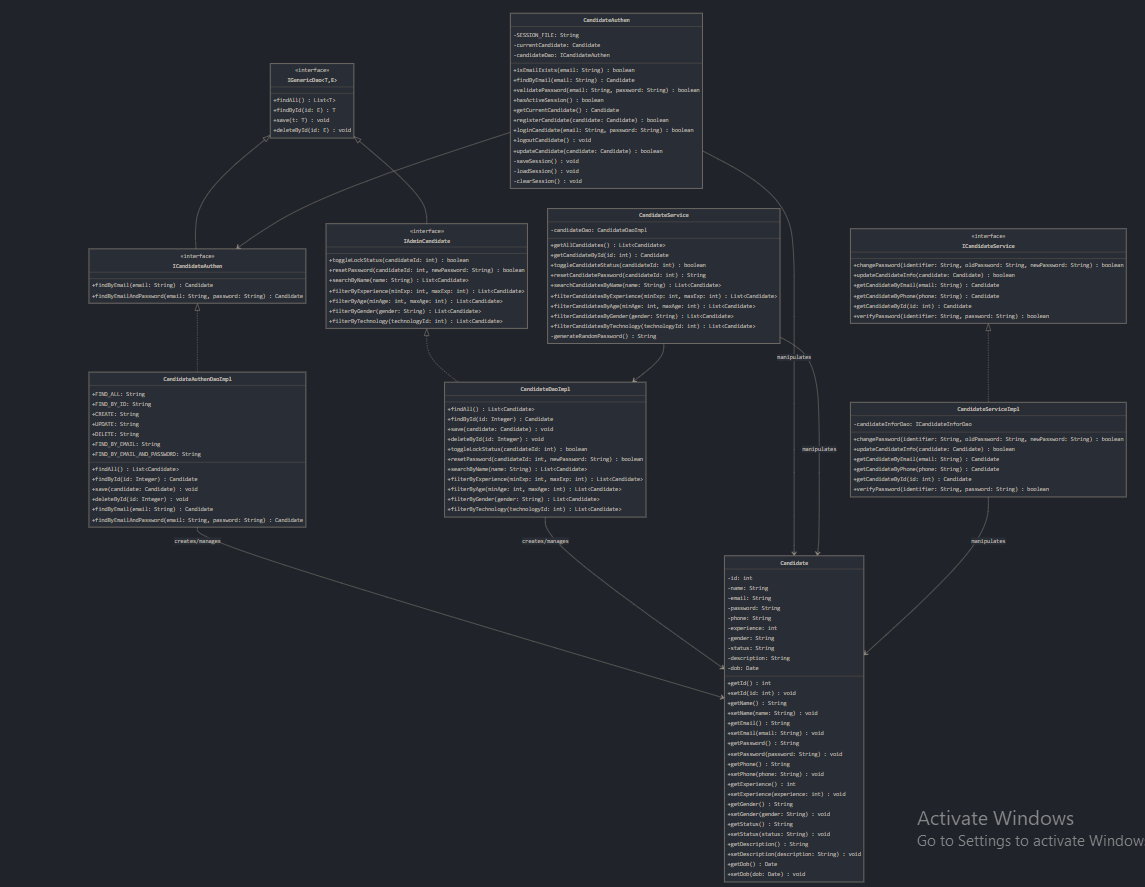 CandidateAuthen
-SESSION_FILE: String
-currentCandidate: Candidate
-candidateDao: ICandidateAuthen
+isEmailExists(email: String) : boolean
+findByEmail(email: String) : Candidate
+validatePassword(email: String, password: String) : boolean
+hasActiveSession() : boolean
+getCurrentCandidate() : Candidate
+registerCandidate(candidate: Candidate) : boolean
+loginCandidate(email: String, password: String) : boolean
+logoutCandidate() : void
+updateCandidate(candidate: Candidate) : boolean
-saveSession() : void
-loadSession() : void
-clearSession() : void
«interface»
IGenericDao<T,E>
+findAll() : List<T>
+findById(id: E) : T
+save(t: T) : void
+deleteById(id: E) : void
«interface»
ICandidateAuthen
+findByEmail(email: String) : Candidate
+findByEmailAndPassword(email: String, password: String) : Candidate
«interface»
IAdminCandidate
+toggleLockStatus(candidateId: int) : boolean
+resetPassword(candidateId: int, newPassword: String) : boolean
+searchByName(name: String) : List<Candidate>
+filterByExperience(minExp: int, maxExp: int) : List<Candidate>
+filterByAge(minAge: int, maxAge: int) : List<Candidate>
+filterByGender(gender: String) : List<Candidate>
+filterByTechnology(technologyId: int) : List<Candidate>
CandidateService
-candidateDao: CandidateDaoImpl
+getAllCandidates() : List<Candidate>
+getCandidateById(id: int) : Candidate
+toggleCandidateStatus(candidateId: int) : boolean
+resetCandidatePassword(candidateId: int) : String
+searchCandidatesByName(name: String) : List<Candidate>
+filterCandidatesByExperience(minExp: int, maxExp: int) : List<Candidate>
+filterCandidatesByAge(minAge: int, maxAge: int) : List<Candidate>
+filterCandidatesByGender(gender: String) : List<Candidate>
+filterCandidatesByTechnology(technologyId: int) : List<Candidate>
-generateRandomPassword() : String
«interface»
ICandidateService
+changePassword(identifier: String, oldPassword: String, newPassword: String) : boolean
+updateCandidateInfo(candidate: Candidate) : boolean
+getCandidateByEmail(email: String) : Candidate
+getCandidateByPhone(phone: String) : Candidate
+getCandidateById(id: int) : Candidate
+verifyPassword(identifier: String, password: String) : boolean
manipulates
CandidateAuthenDaoImpl
+FIND_ALL: String
+FIND_BY_ID: String
+CREATE: String
+UPDATE: String
+DELETE: String
+FIND_BY_EMAIL: String
+FIND_BY_EMAIL_AND_PASSWORD: String
+findAll() : List<Candidate>
+findById(id: Integer) : Candidate
+save(candidate: Candidate) : void
+deleteById(id: Integer) : void
+findByEmail(email: String) : Candidate
+findByEmailAndPassword(email: String, password: String) : Candidate
CandidateDaoImpl
+findAll() : List<Candidate>
+findById(id: Integer) : Candidate
+save(candidate: Candidate) : void
+deleteById(id: Integer) : void
+toggleLockStatus(candidateId: int) : boolean
+resetPassword(candidateId: int, newPassword: String) : boolean
+searchByName(name: String) : List<Candidate>
+filterByExperience(minExp: int, maxExp: int) : List<Candidate>
+filterByAge(minAge: int, maxAge: int) : List<Candidate>
+filterByGender(gender: String) : List<Candidate>
+filterByTechnology(technologyId: int) : List<Candidate>
manipulates
CandidateServiceImpl
-candidateInforDao: ICandidateInforDao
+changePassword(identifier: String, oldPassword: String, newPassword: String) : boolean
+updateCandidateInfo(candidate: Candidate) : boolean
+getCandidateByEmail(email: String) : Candidate
+getCandidateByPhone(phone: String) : Candidate
+getCandidateById(id: int) : Candidate
+verifyPassword(identifier: String, password: String) : boolean
creates/manages
creates/manages
manipulates
Candidate
-id: int
-name: String
-email: String
-password: String
-phone: String
-experience: int
-gender: String
-status: String
-description: String
-dob: Date
+getId() : int
+setId(id: int) : void
+getName() : String
+setName(name: String) : void
+getEmail() : String
+setEmail(email: String) : void
+getPassword() : String
+setPassword(password: String) : void
+getPhone() : String
+setPhone(phone: String) : void
+getExperience() : int
+setExperience(experience: int) : void
+getGender() : String
+setGender(gender: String) : void
+getStatus() : String
+setStatus(status: String) : void
+getDescription() : String
+setDescription(description: String) : void
+getDob() : Date
+setDob(dob: Date) : void
Activate Windows
Go to Settings to activate Window